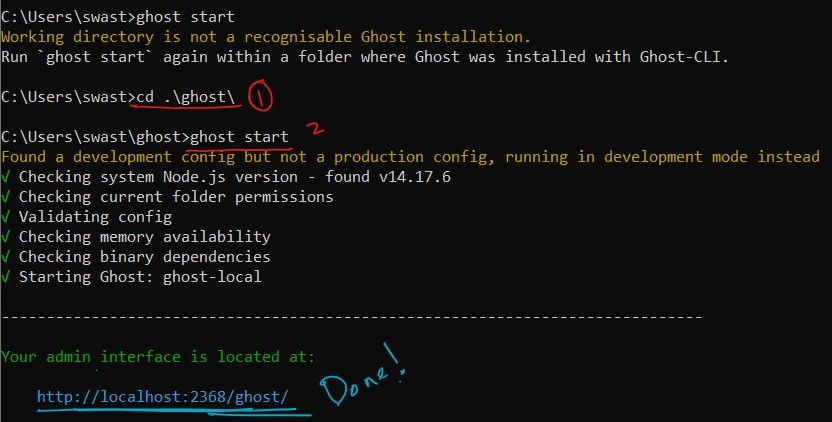 C:\Users\swast>ghost start
Working directory is not a recognisable Ghost installation.
Run `ghost start` again within a folder where Ghost was installed with Ghost-CLI.
C:\Users\swast>cd .\ghost\ 1
C:\Users\swast\ghost>ghost start 2
Found a development config but not a production config, running in development mode instead
√ Checking system Node.js version - found v14.17.6
√ Checking current folder permissions
√ Validating config
√ Checking memory availability
√ Checking binary dependencies
√ Starting Ghost: ghost-local
------------------------------------------------------------------------------
Your admin interface is located at:
http://localhost:2368/ghost/ Done!